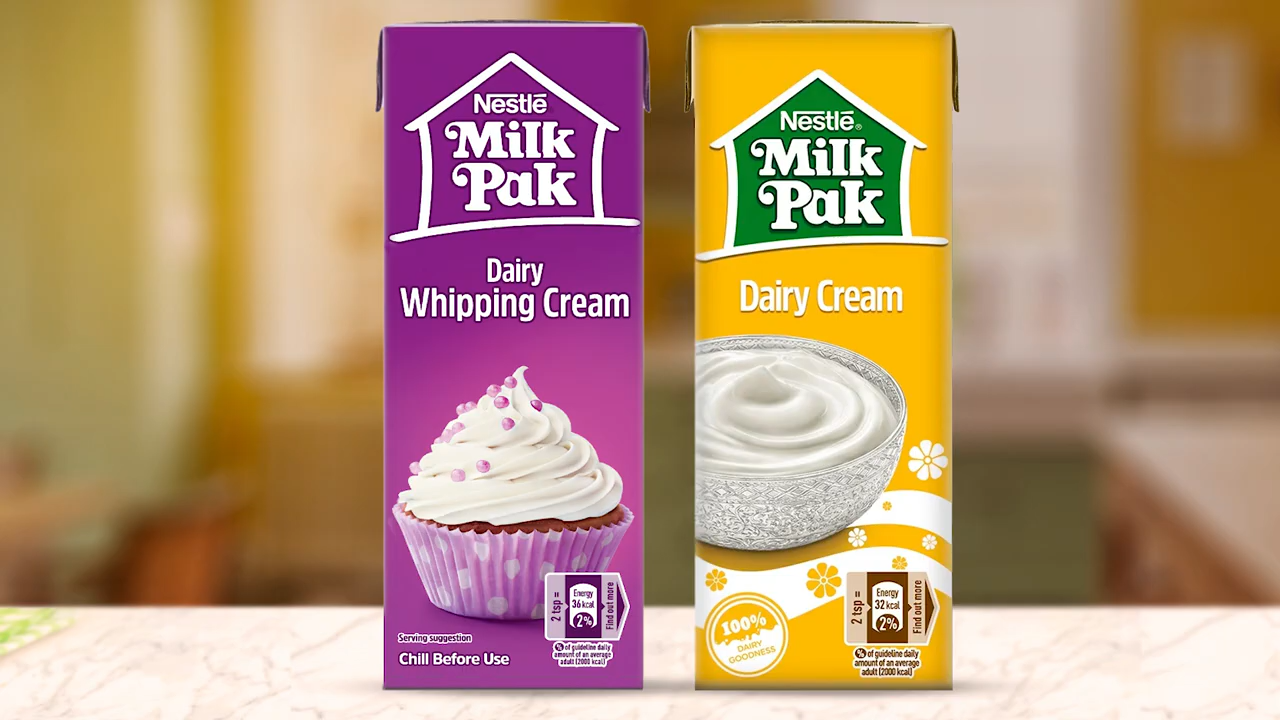 Nestlé
Milk
Pak
Dairy
Whipping Cream
2 tsp =
Energy
36 kcal
2%
Find out more
% of guideline daily
amount of an average
adult (2000 kcal)
Serving suggestion
Chill Before Use
Nestlé®
Milk
Pak
Dairy Cream
100%
DAIRY
GOODNESS
2 tsp =
Energy
32 kcal
2%
Find out more
% of guideline daily
amount of an average
adult (2000 kcal)